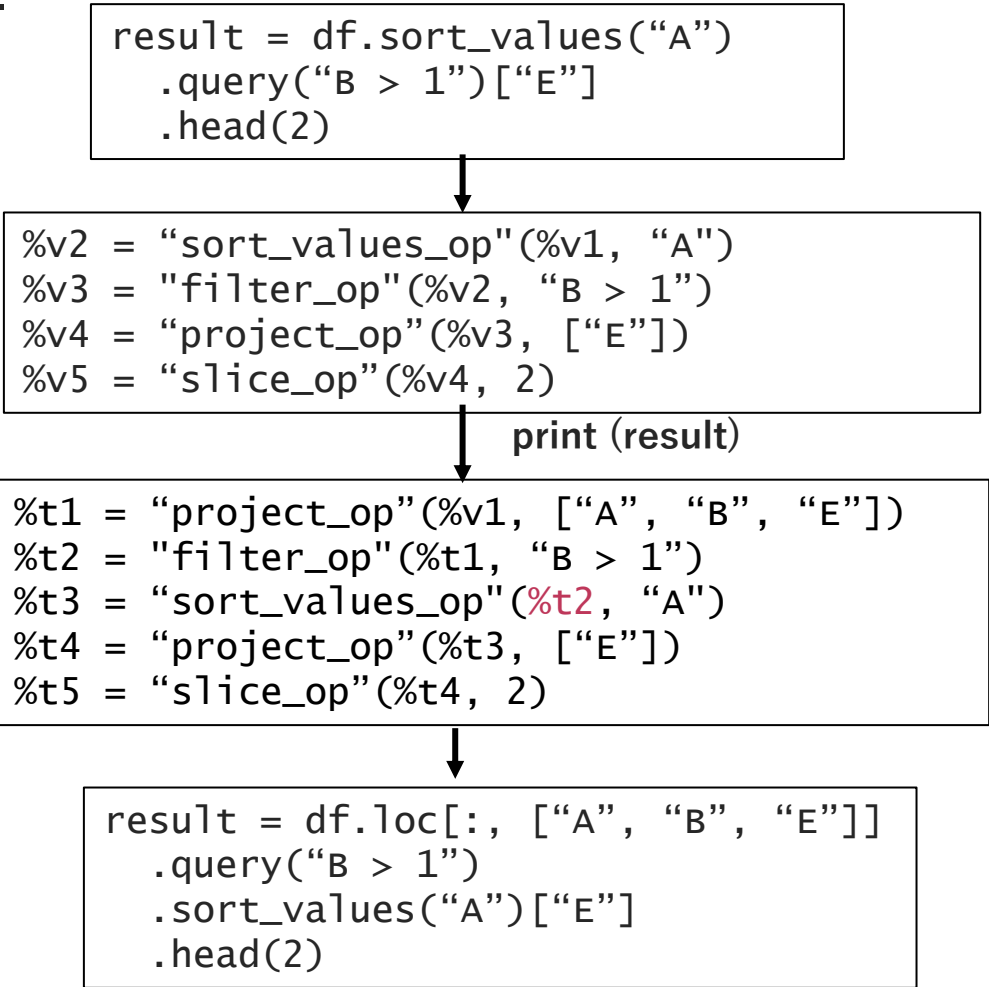 result = df.sort_values(“A”)
.query(“B > 1”)[“E”]
.head(2)
%v2 = “sort_values_op"(%v1, “A")
%v3 = "filter_op"(%v2, “B > 1”)
%v4 = “project_op”(%v3, [“E”])
%v5 = “slice_op”(%v4, 2)
print (result)
%t1 = “project_op”(%v1, [“A”, “B”, “E”])
%t2 = "filter_op"(%t1, “B > 1”)
%t3 = “sort_values_op"(%t2, “A")
%t4 = “project_op”(%t3, [“E”])
%t5 = “slice_op”(%t4, 2)
result = df.loc[:, [“A”, “B”, “E”]]
.query(“B > 1”)
.sort_values(“A”)[“E”]
.head(2)